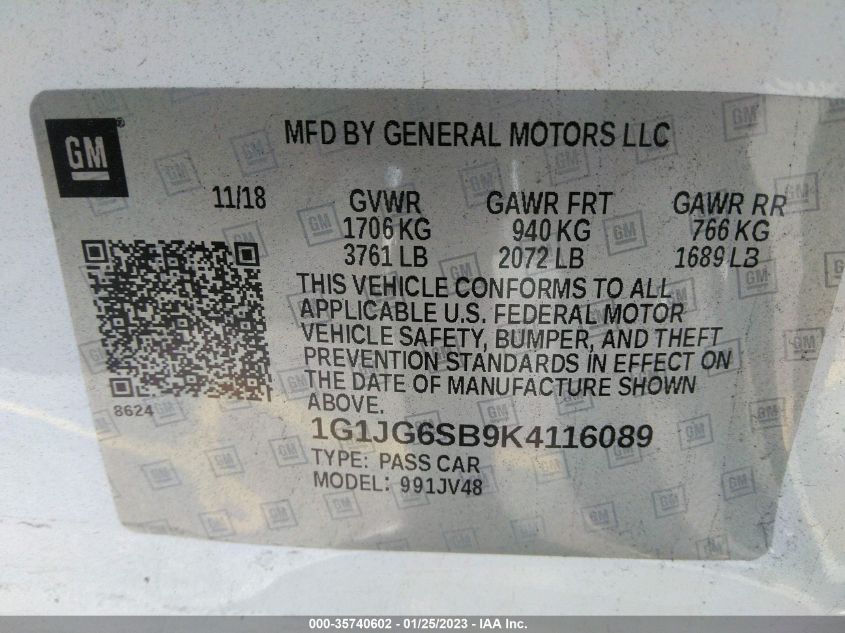 GM
MFD BY GENERAL MOTORS LLC
11/18 GVWR GAWR FRT GAWR RR
1706 KG 940 KG 766 KG
3761 LB 2072 LB 1689 LB
THIS VEHICLE CONFORMS TO ALL
APPLICABLE U.S. FEDERAL MOTOR
VEHICLE SAFETY, BUMPER, AND THEFT
PREVENTION STANDARDS IN EFFECT ON
THE DATE OF MANUFACTURE SHOWN
ABOVE.
8624
1G1JG6SB9K4116089
TYPE: PASS CAR
MODEL: 991JV48
000-35740602 - 01/25/2023 - IAA Inc.